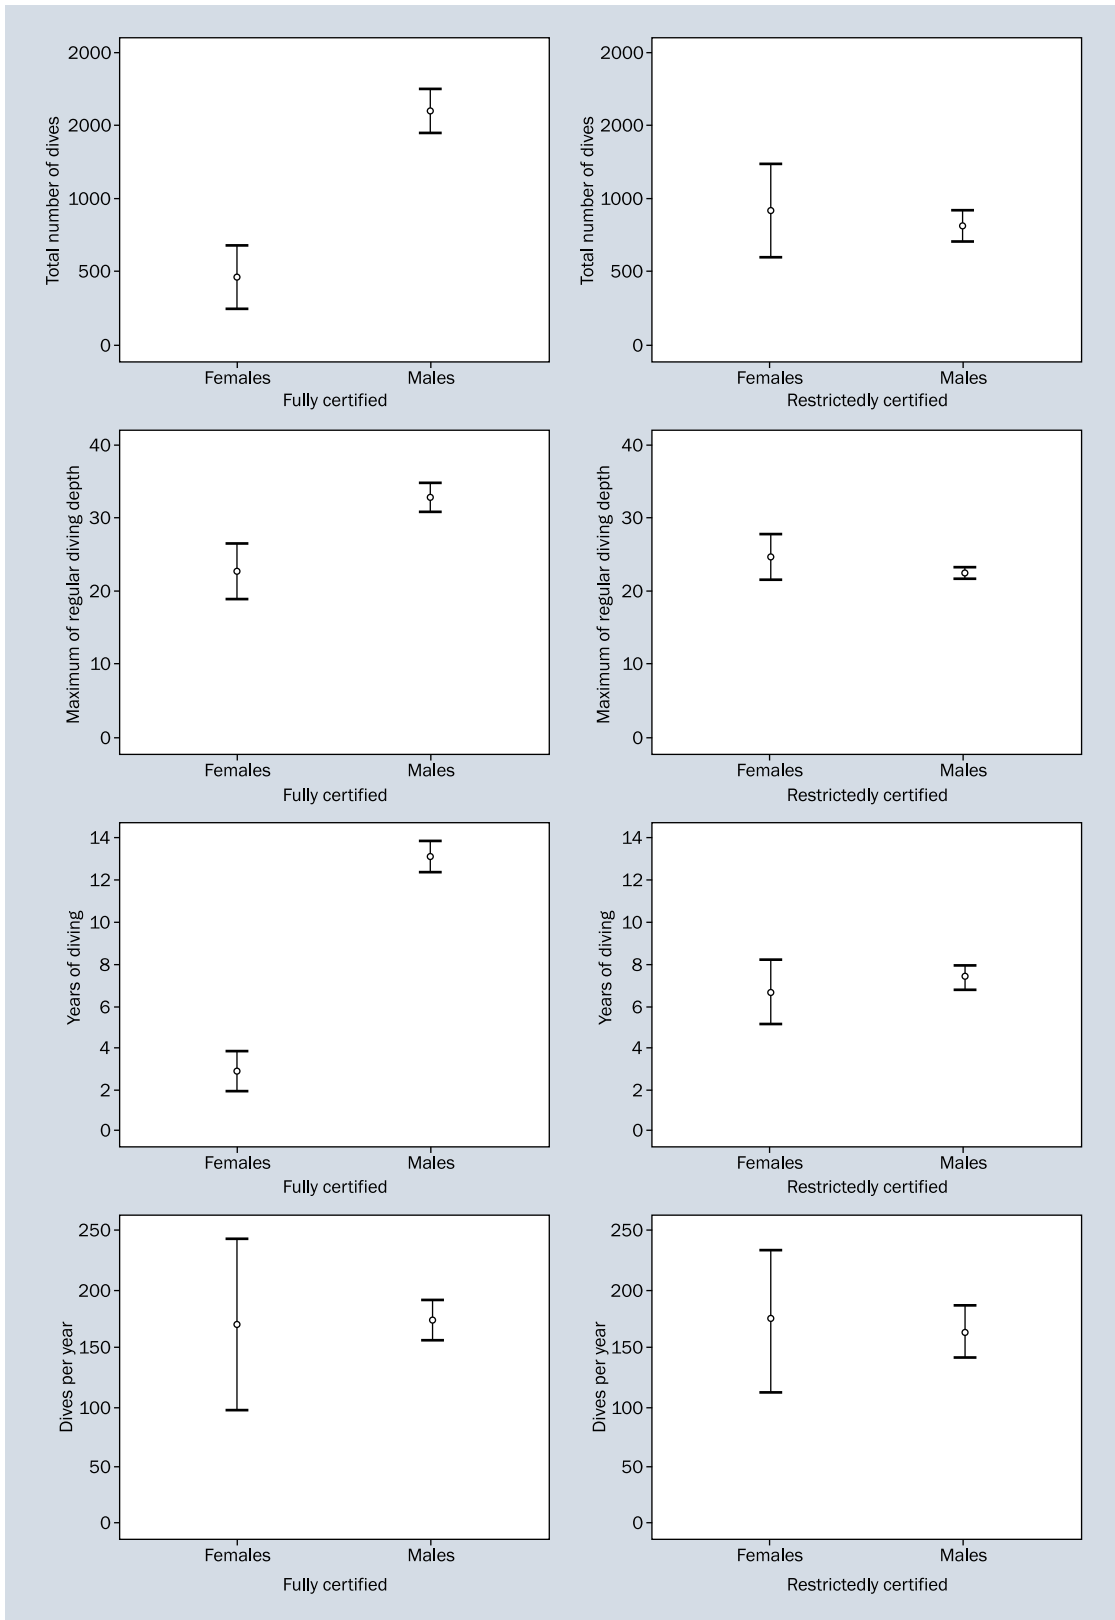 Total number of dives
2000
2000
1000
500
0
Females
Males
Fully certified
Total number of dives
2000
2000
1000
500
0
Females
Males
Restrictedly certified
Maximum of regular diving depth
40
30
20
10
0
Females
Males
Fully certified
Maximum of regular diving depth
40
30
20
10
0
Females
Males
Restrictedly certified
Years of diving
14
12
10
8
6
4
2
0
Females
Males
Fully certified
Years of diving
14
12
10
8
6
4
2
0
Females
Males
Restrictedly certified
Dives per year
250
200
150
100
50
0
Females
Males
Fully certified
Dives per year
250
200
150
100
50
0
Females
Males
Restrictedly certified